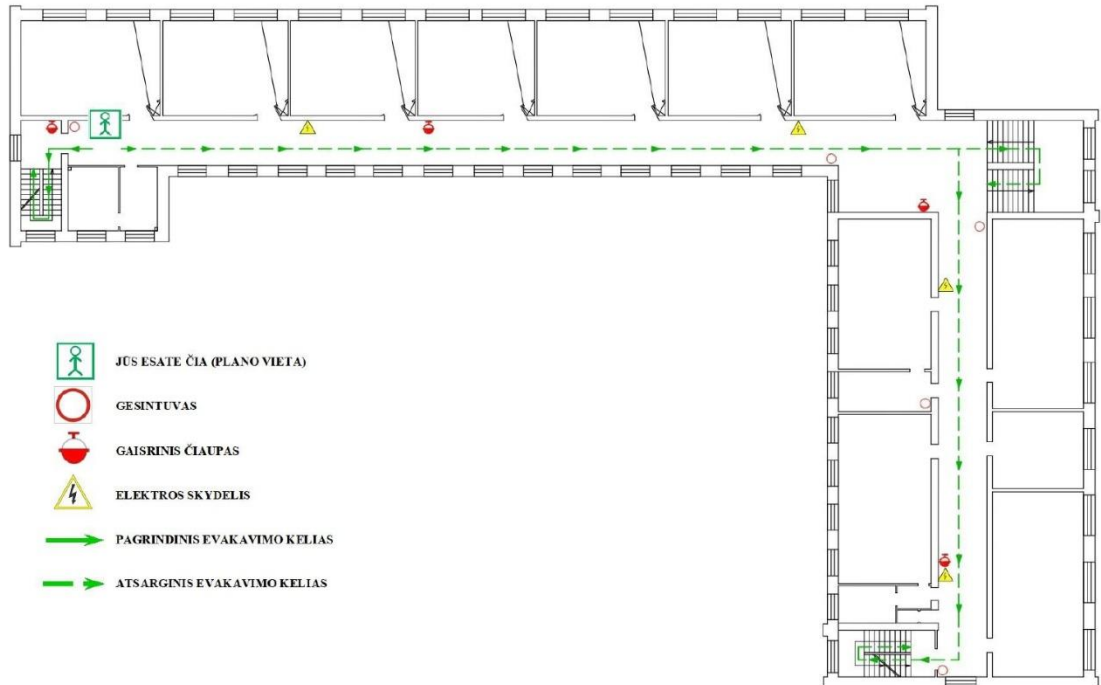 JŪS ESATE ČIA (PLANO VIETA)
GESINTUVAS
GAISRINIS ČIAUPAS
ELEKTROS SKYDELIS
PAGRINDINIS EVAKAVIMO KELIAS
ATSARGINIS EVAKAVIMO KELIAS